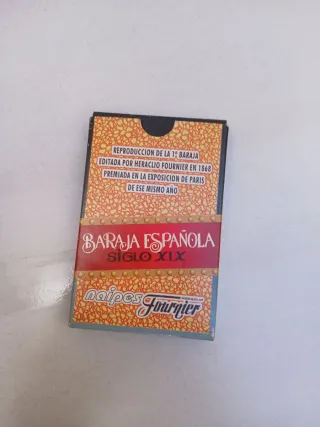 REPRODUCCION DE LA 1ª BARAJA
EDITADA POR HERACLIO FOURNIER EN 1868
PREMIADA EN LA EXPOSICION DE PARIS
DE ESE MISMO AÑO
BARAJA ESPAÑOLA
SIGLO XIX
naipes
Fournier